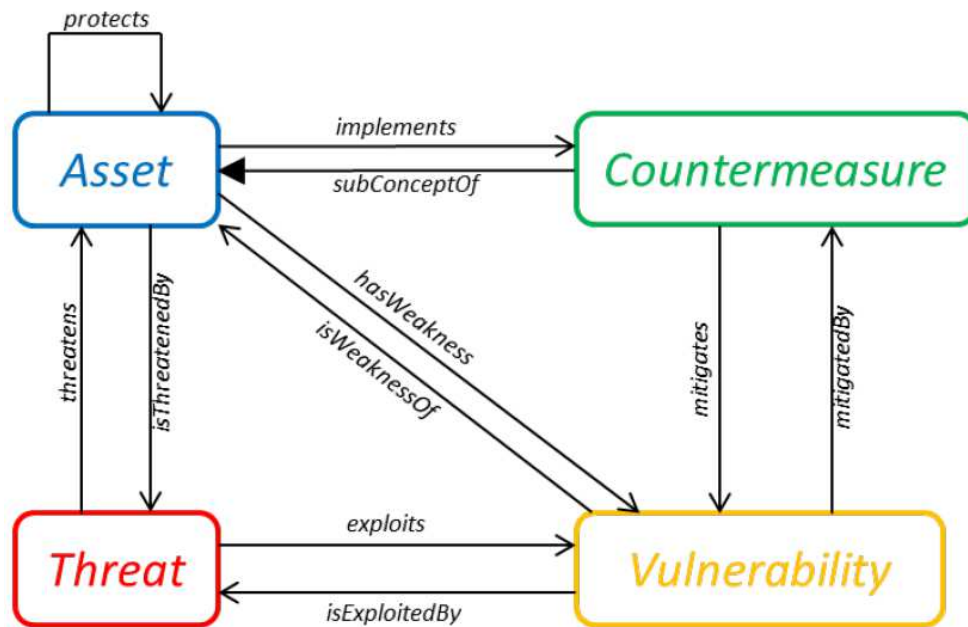 protects
implements
Asset
Countermeasure
subConceptOf
hasWeakness
isWeaknessOf
threatens
isThreatenedBy
mitigates
mitigatedBy
exploits
Threat
Vulnerability
isExploitedBy